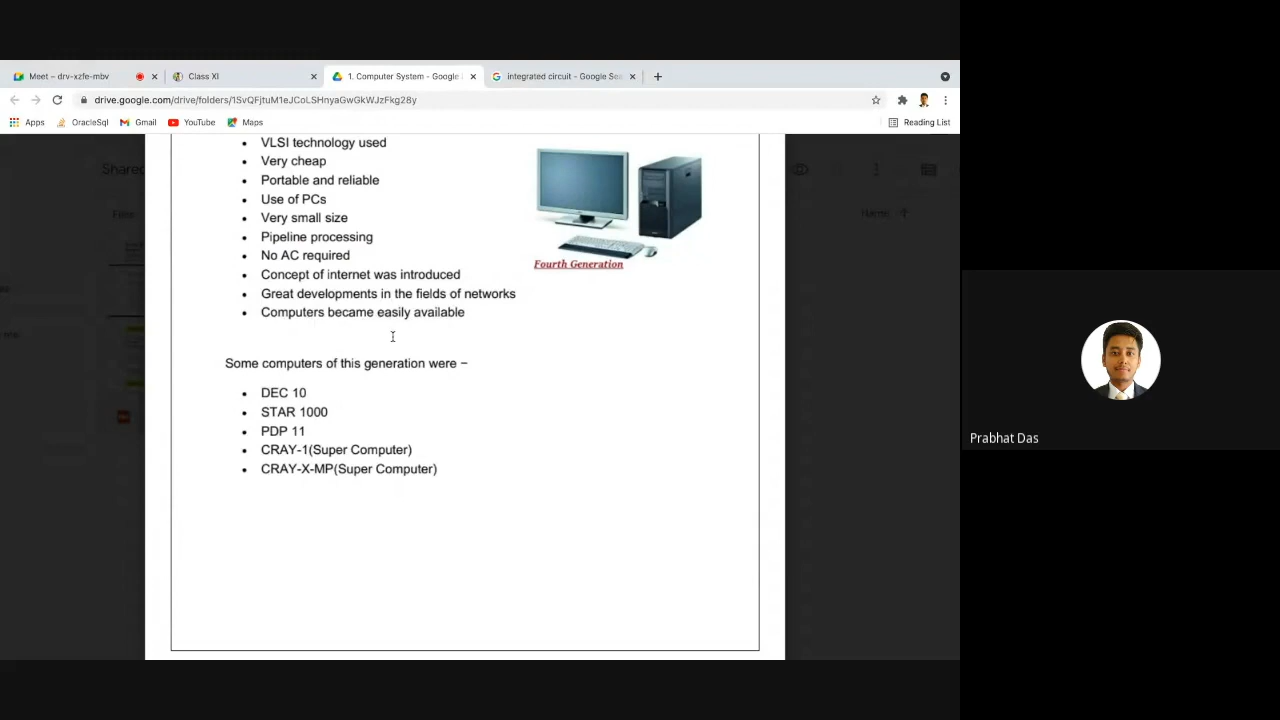 Meet – drv-xzfe-mbv
Class XI
1. Computer System - Google
integrated circuit - Google Sea
drive.google.com/drive/folders/1SvQFjtuM1eJCoLSHnyaGwGkWJzFkg28y
Apps
OracleSql
Gmail
YouTube
Maps
Reading List
Shared
Name
VLSI technology used
Very cheap
Portable and reliable
Use of PCs
Very small size
Pipeline processing
No AC required
Concept of internet was introduced
Great developments in the fields of networks
Computers became easily available
Fourth Generation
Some computers of this generation were –
DEC 10
STAR 1000
PDP 11
CRAY-1(Super Computer)
CRAY-X-MP(Super Computer)
Prabhat Das